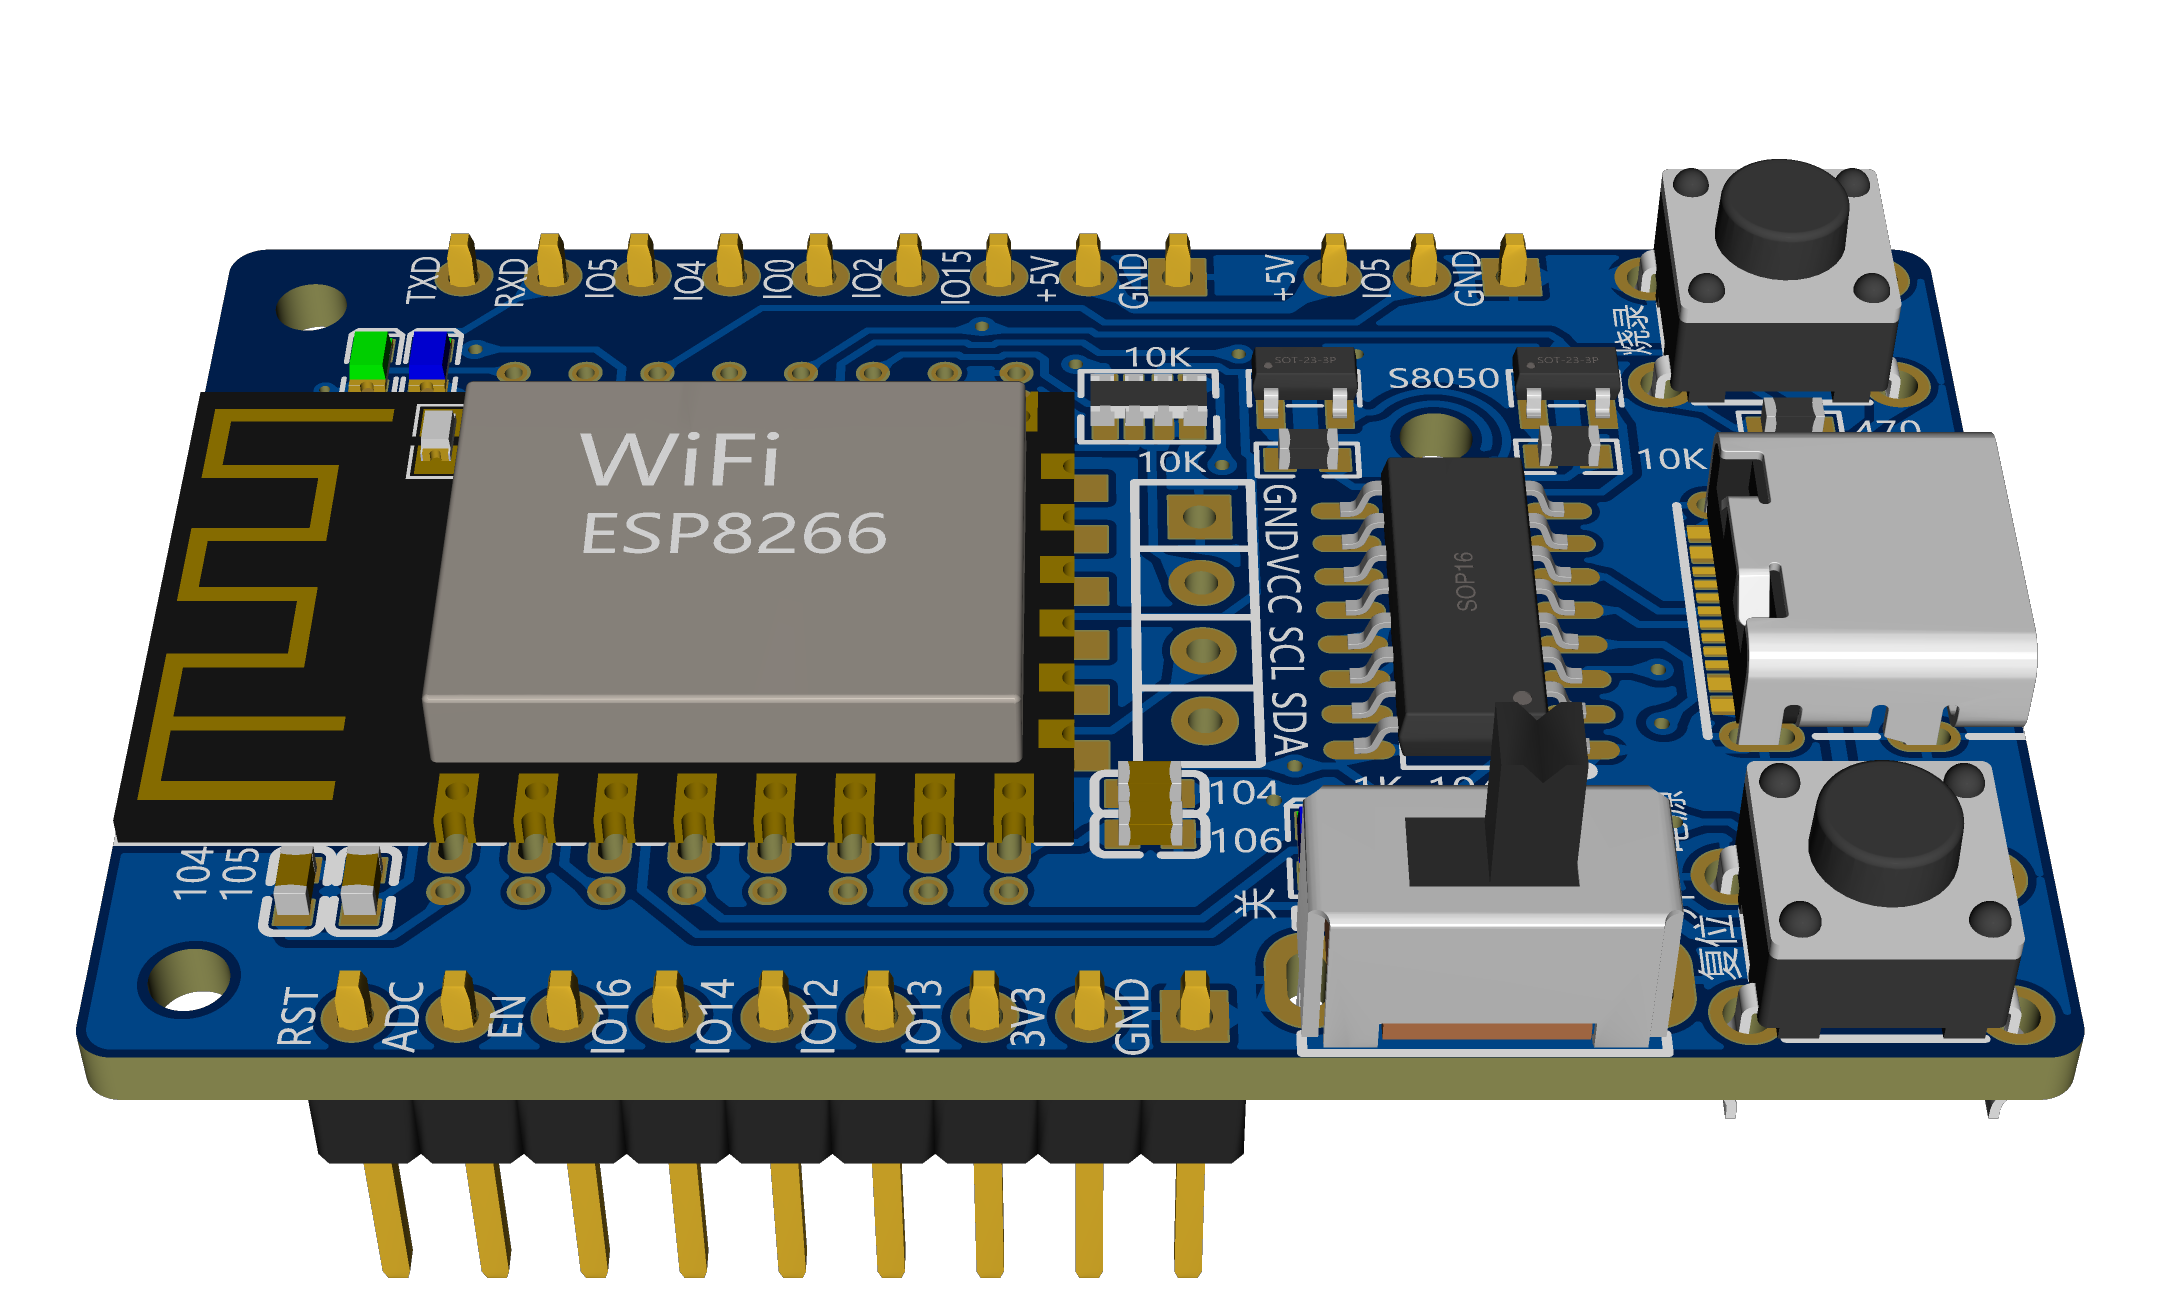 TXD
RXD
IO5
IO4
IO0
IO2
IO15
+5V
GND
+5V
IO5
GND
烧录
10K
SOT-23-3P
S8050
SOT-23-3P
10K
10K
WiFi
ESP8266
GND
VCC
SCL
SDA
SOP16
104
106
1K
104
105
关
复位
RST
ADC
EN
IO16
IO14
IO12
IO13
3V3
GND